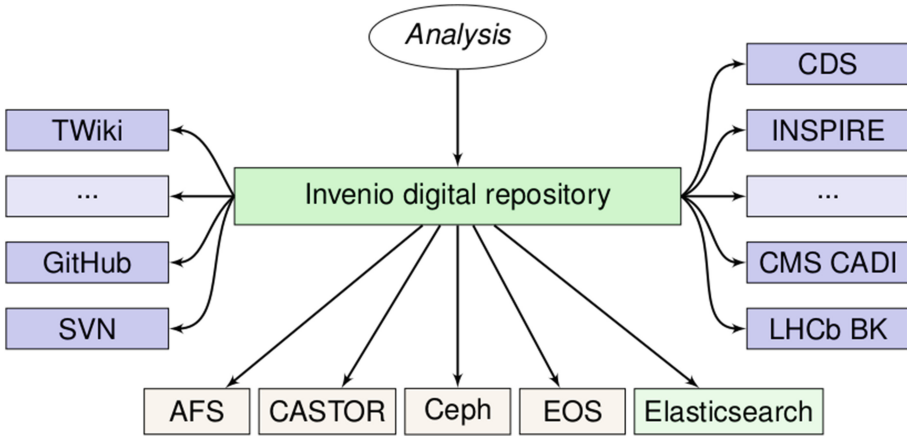 Analysis
CDS
TWiki
INSPIRE
Invenio digital repository
...
...
GitHub
CMS CADI
SVN
LHCb BK
AFS
CASTOR
Ceph
EOS
Elasticsearch